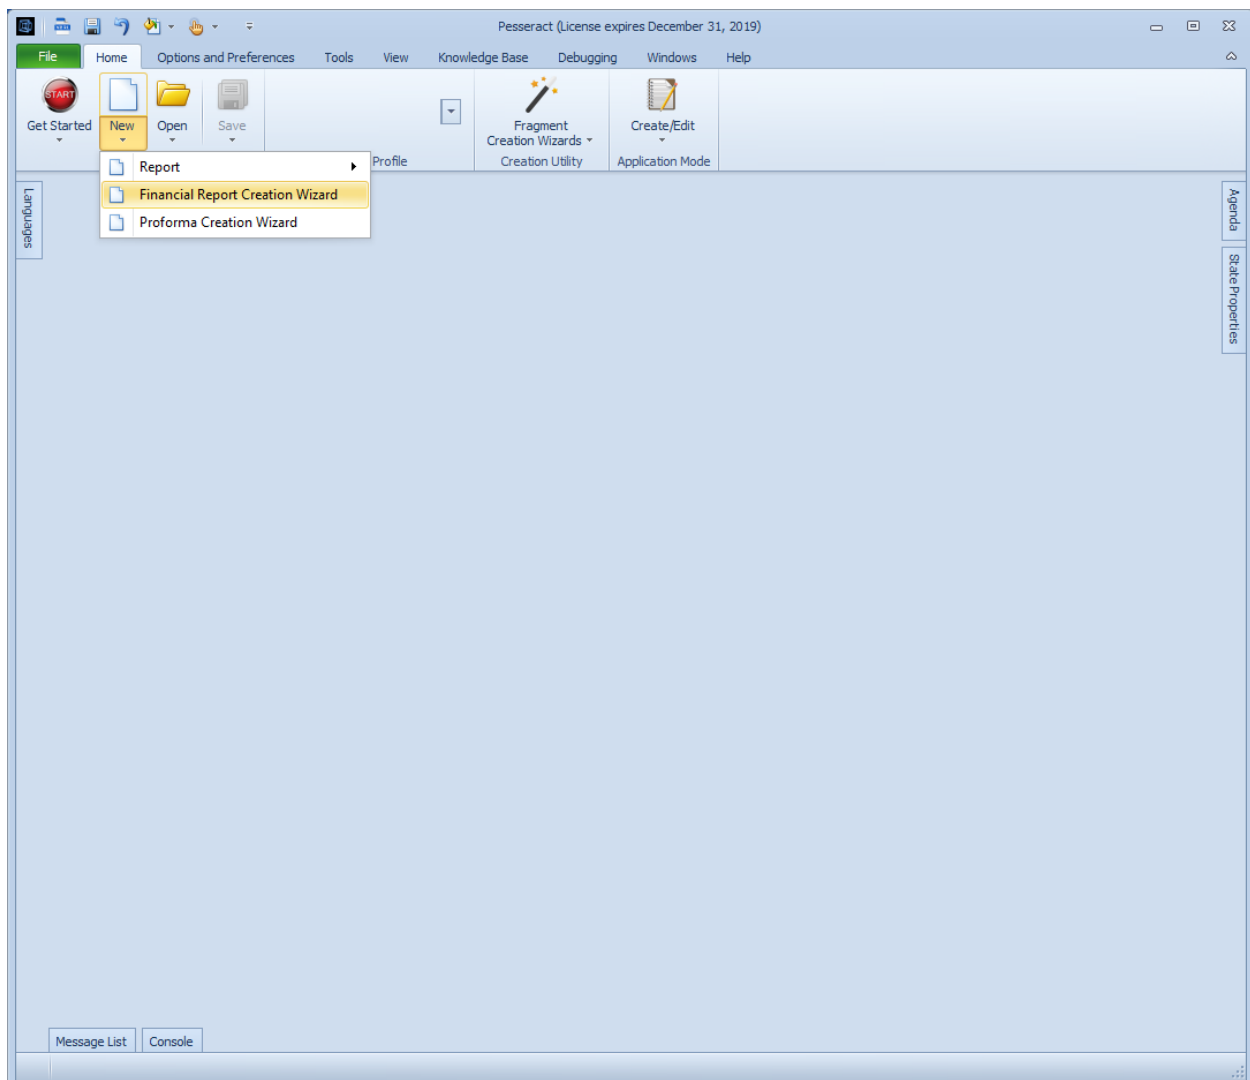 Pesseract (License expires December 31, 2019)
File Home Options and Preferences Tools View Knowledge Base Debugging Windows Help
START
Get Started New Open Save
Fragment
Creation Wizards
Create/Edit
Profile Creation Utility Application Mode
Report
Financial Report Creation Wizard
Proforma Creation Wizard
Languages
Agenda
State Properties
Message List Console